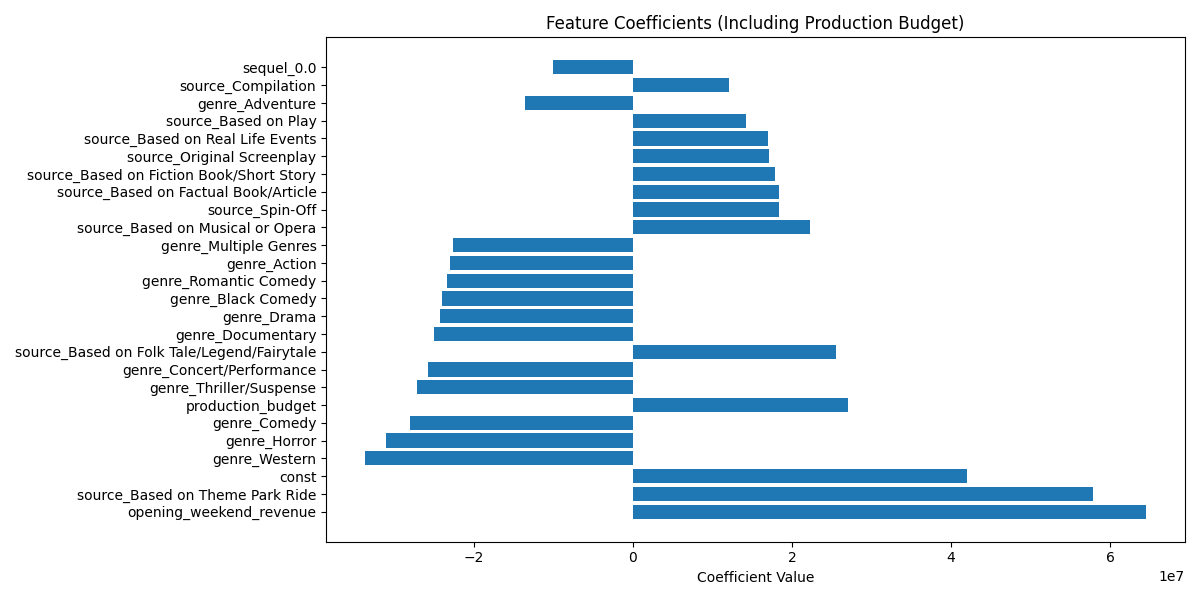 Feature Coefficients (Including Production Budget)
sequel_0.0
source_Compilation
genre_Adventure
source_Based on Play
source_Based on Real Life Events
source_Original Screenplay
source_Based on Fiction Book/Short Story
source_Based on Factual Book/Article
source_Spin-Off
source_Based on Musical or Opera
genre_Multiple Genres
genre_Action
genre_Romantic Comedy
genre_Black Comedy
genre_Drama
genre_Documentary
source_Based on Folk Tale/Legend/Fairytale
genre_Concert/Performance
genre_Thriller/Suspense
production_budget
genre_Comedy
genre_Horror
genre_Western
const
source_Based on Theme Park Ride
opening_weekend_revenue
−2 0 2 4 6
1e7
Coefficient Value